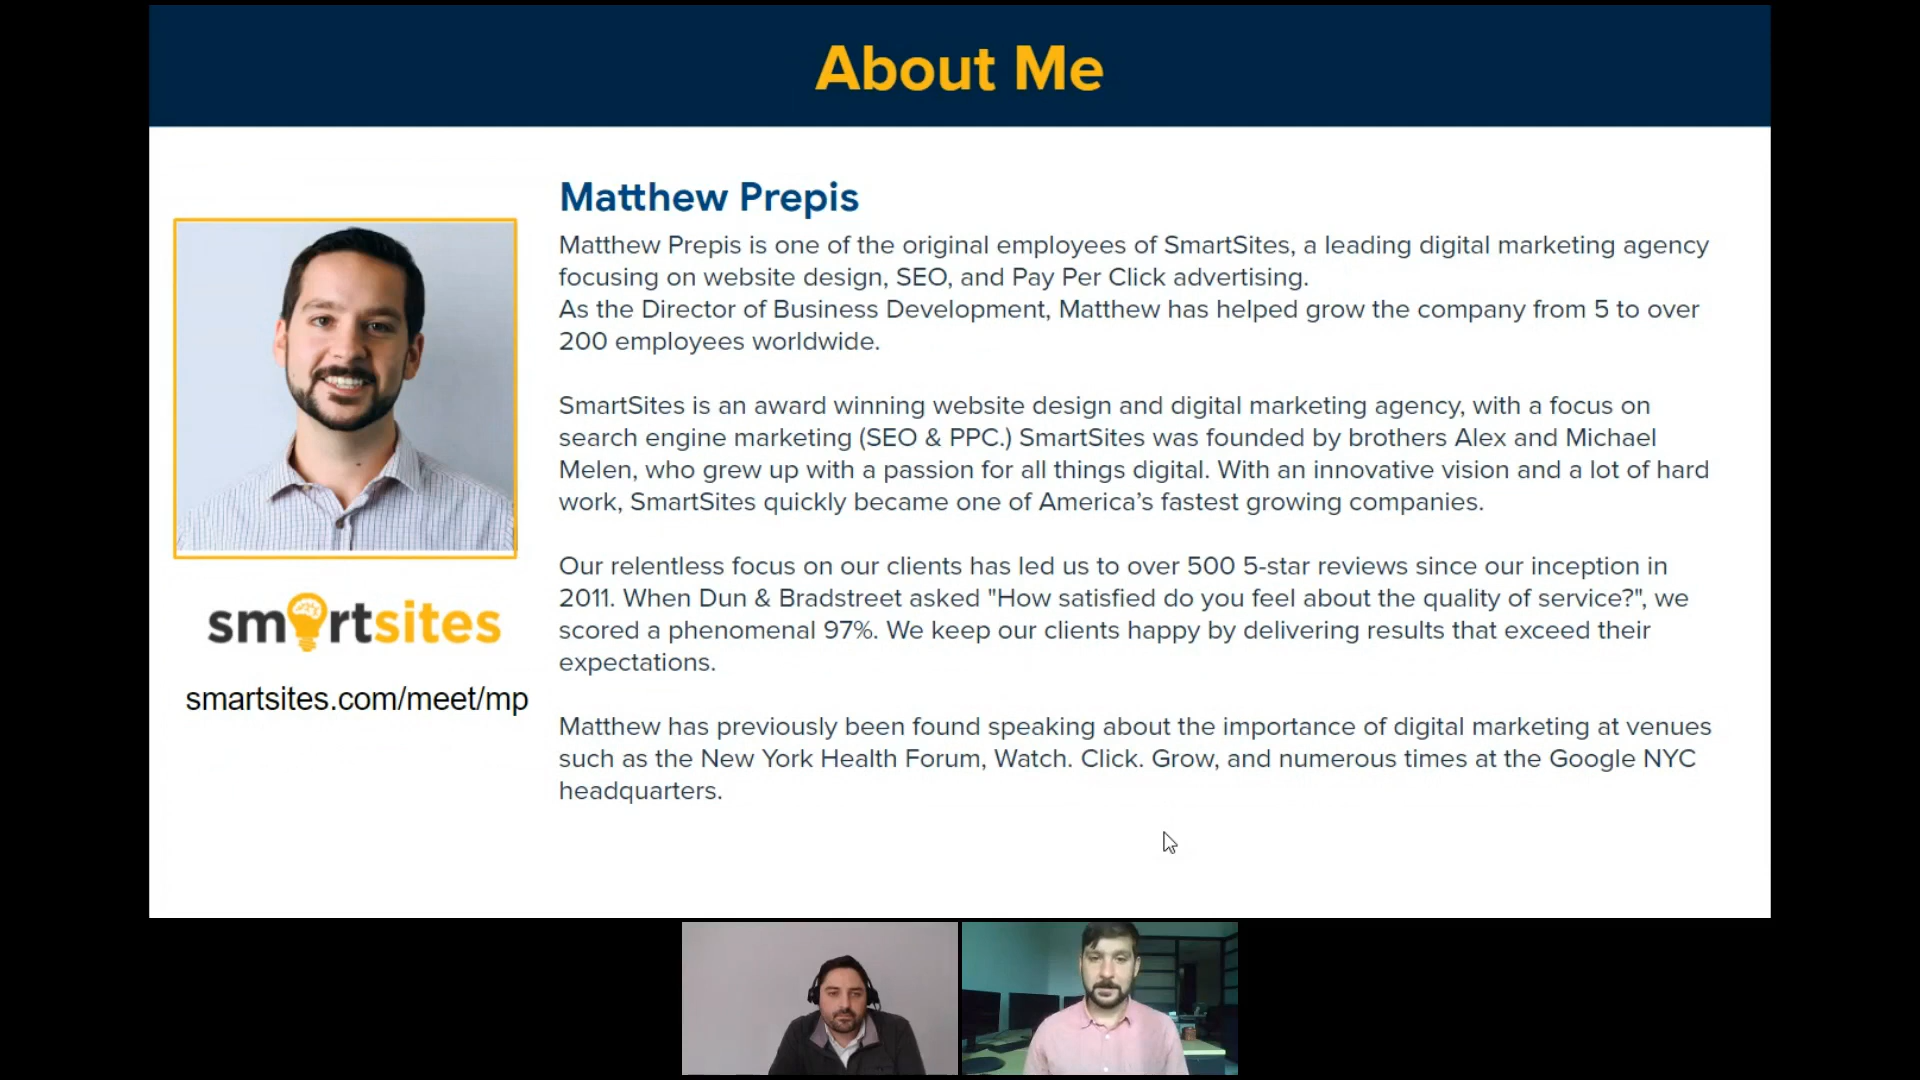 About Me
Matthew Prepis
Matthew Prepis is one of the original employees of SmartSites, a leading digital marketing agency
focusing on website design, SEO, and Pay Per Click advertising.
As the Director of Business Development, Matthew has helped grow the company from 5 to over
200 employees worldwide.
SmartSites is an award winning website design and digital marketing agency, with a focus on
search engine marketing (SEO & PPC.) SmartSites was founded by brothers Alex and Michael
Melen, who grew up with a passion for all things digital. With an innovative vision and a lot of hard
work, SmartSites quickly became one of America’s fastest growing companies.
Our relentless focus on our clients has led us to over 500 5-star reviews since our inception in
2011. When Dun & Bradstreet asked "How satisfied do you feel about the quality of service?", we
scored a phenomenal 97%. We keep our clients happy by delivering results that exceed their
expectations.
Matthew has previously been found speaking about the importance of digital marketing at venues
such as the New York Health Forum, Watch. Click. Grow, and numerous times at the Google NYC
headquarters.
smartsites
smartsites.com/meet/mp